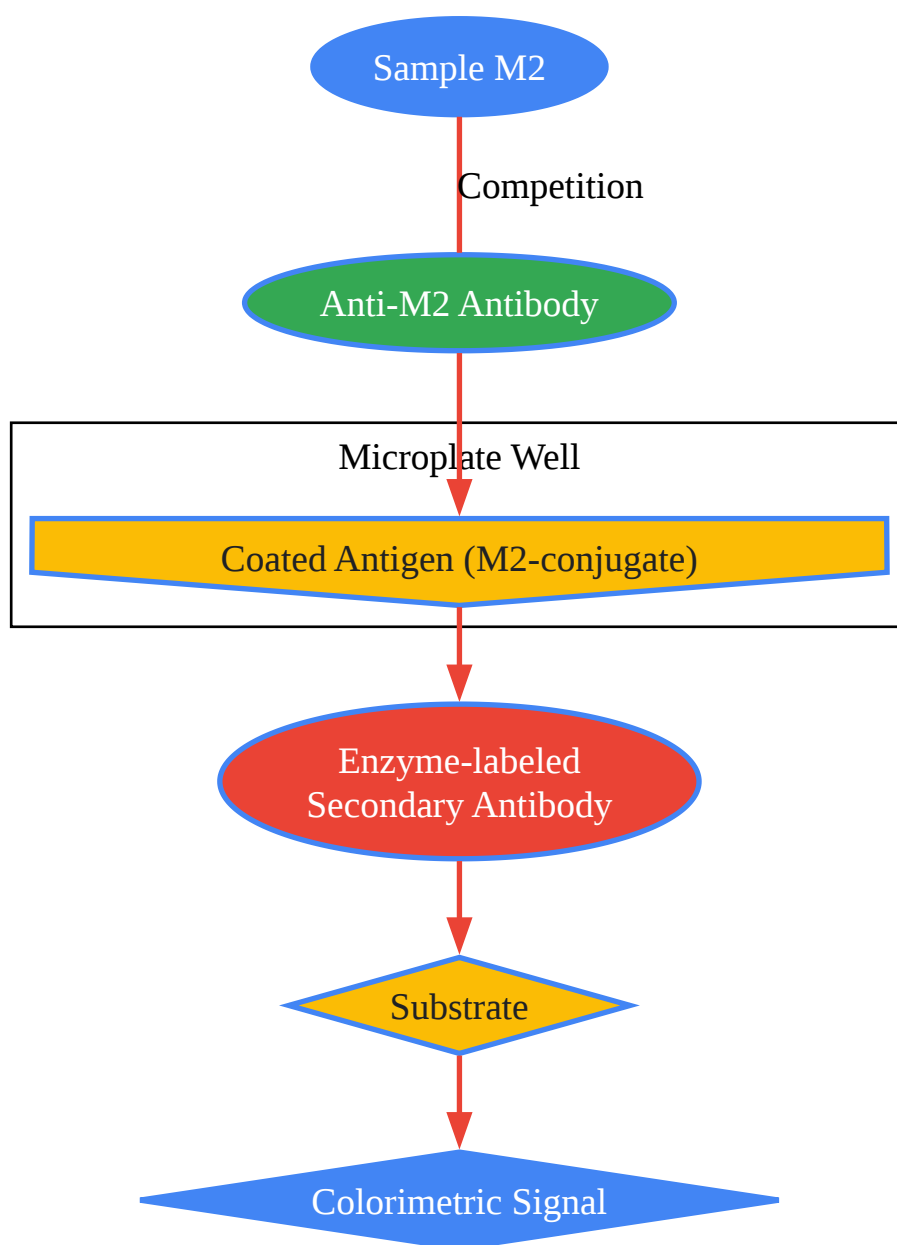 Sample M2
Competition
Anti-M2 Antibody
Microplate Well
Coated Antigen (M2-conjugate)
Enzyme-labeled
Secondary Antibody
Substrate
Colorimetric Signal